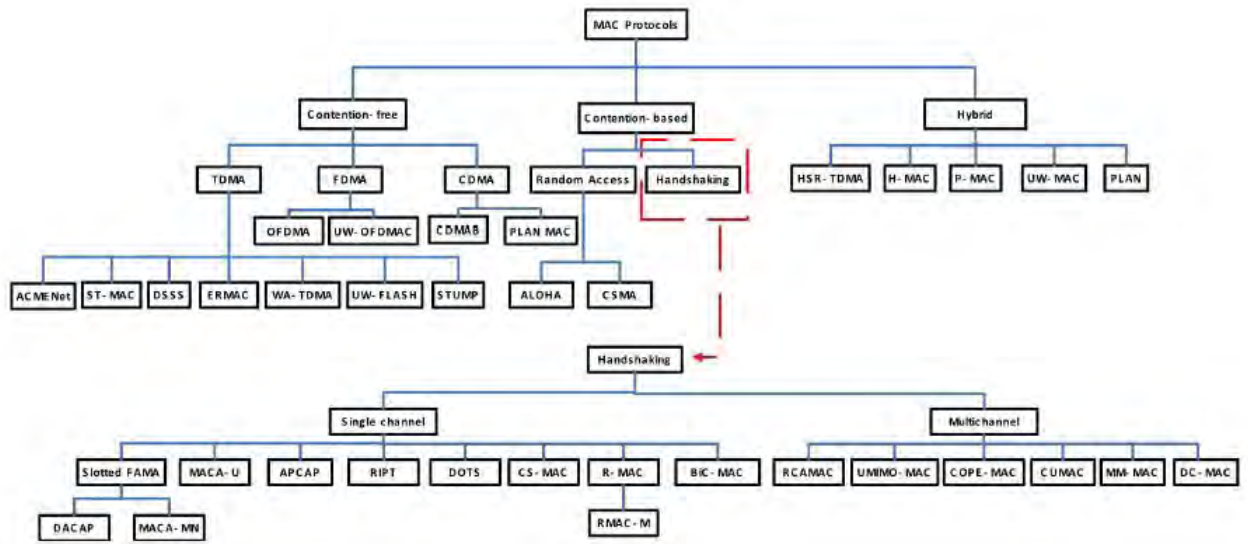 MAC Protocols
Contention- free
Contention- based
Hybrid
TDMA
FDMA
CDMA
Random Access
Handshaking
HSR- TDMA
H- MAC
P- MAC
UW- MAC
PLAN
OFDMA
UW- OFDMAC
CDMAB
PLAN MAC
ACMENet
ST- MAC
DSSS
ERMAC
WA- TDMA
UW- FLASH
STUMP
ALOHA
CSMA
Handshaking
Single channel
Multichannel
Slotted FAMA
MACA- U
APCAP
RIPT
DOTS
CS- MAC
R- MAC
BiC- MAC
RCAMAC
UMIMO- MAC
COPE- MAC
CUMAC
MM- MAC
DC- MAC
DACAP
MACA- MN
RMAC- M